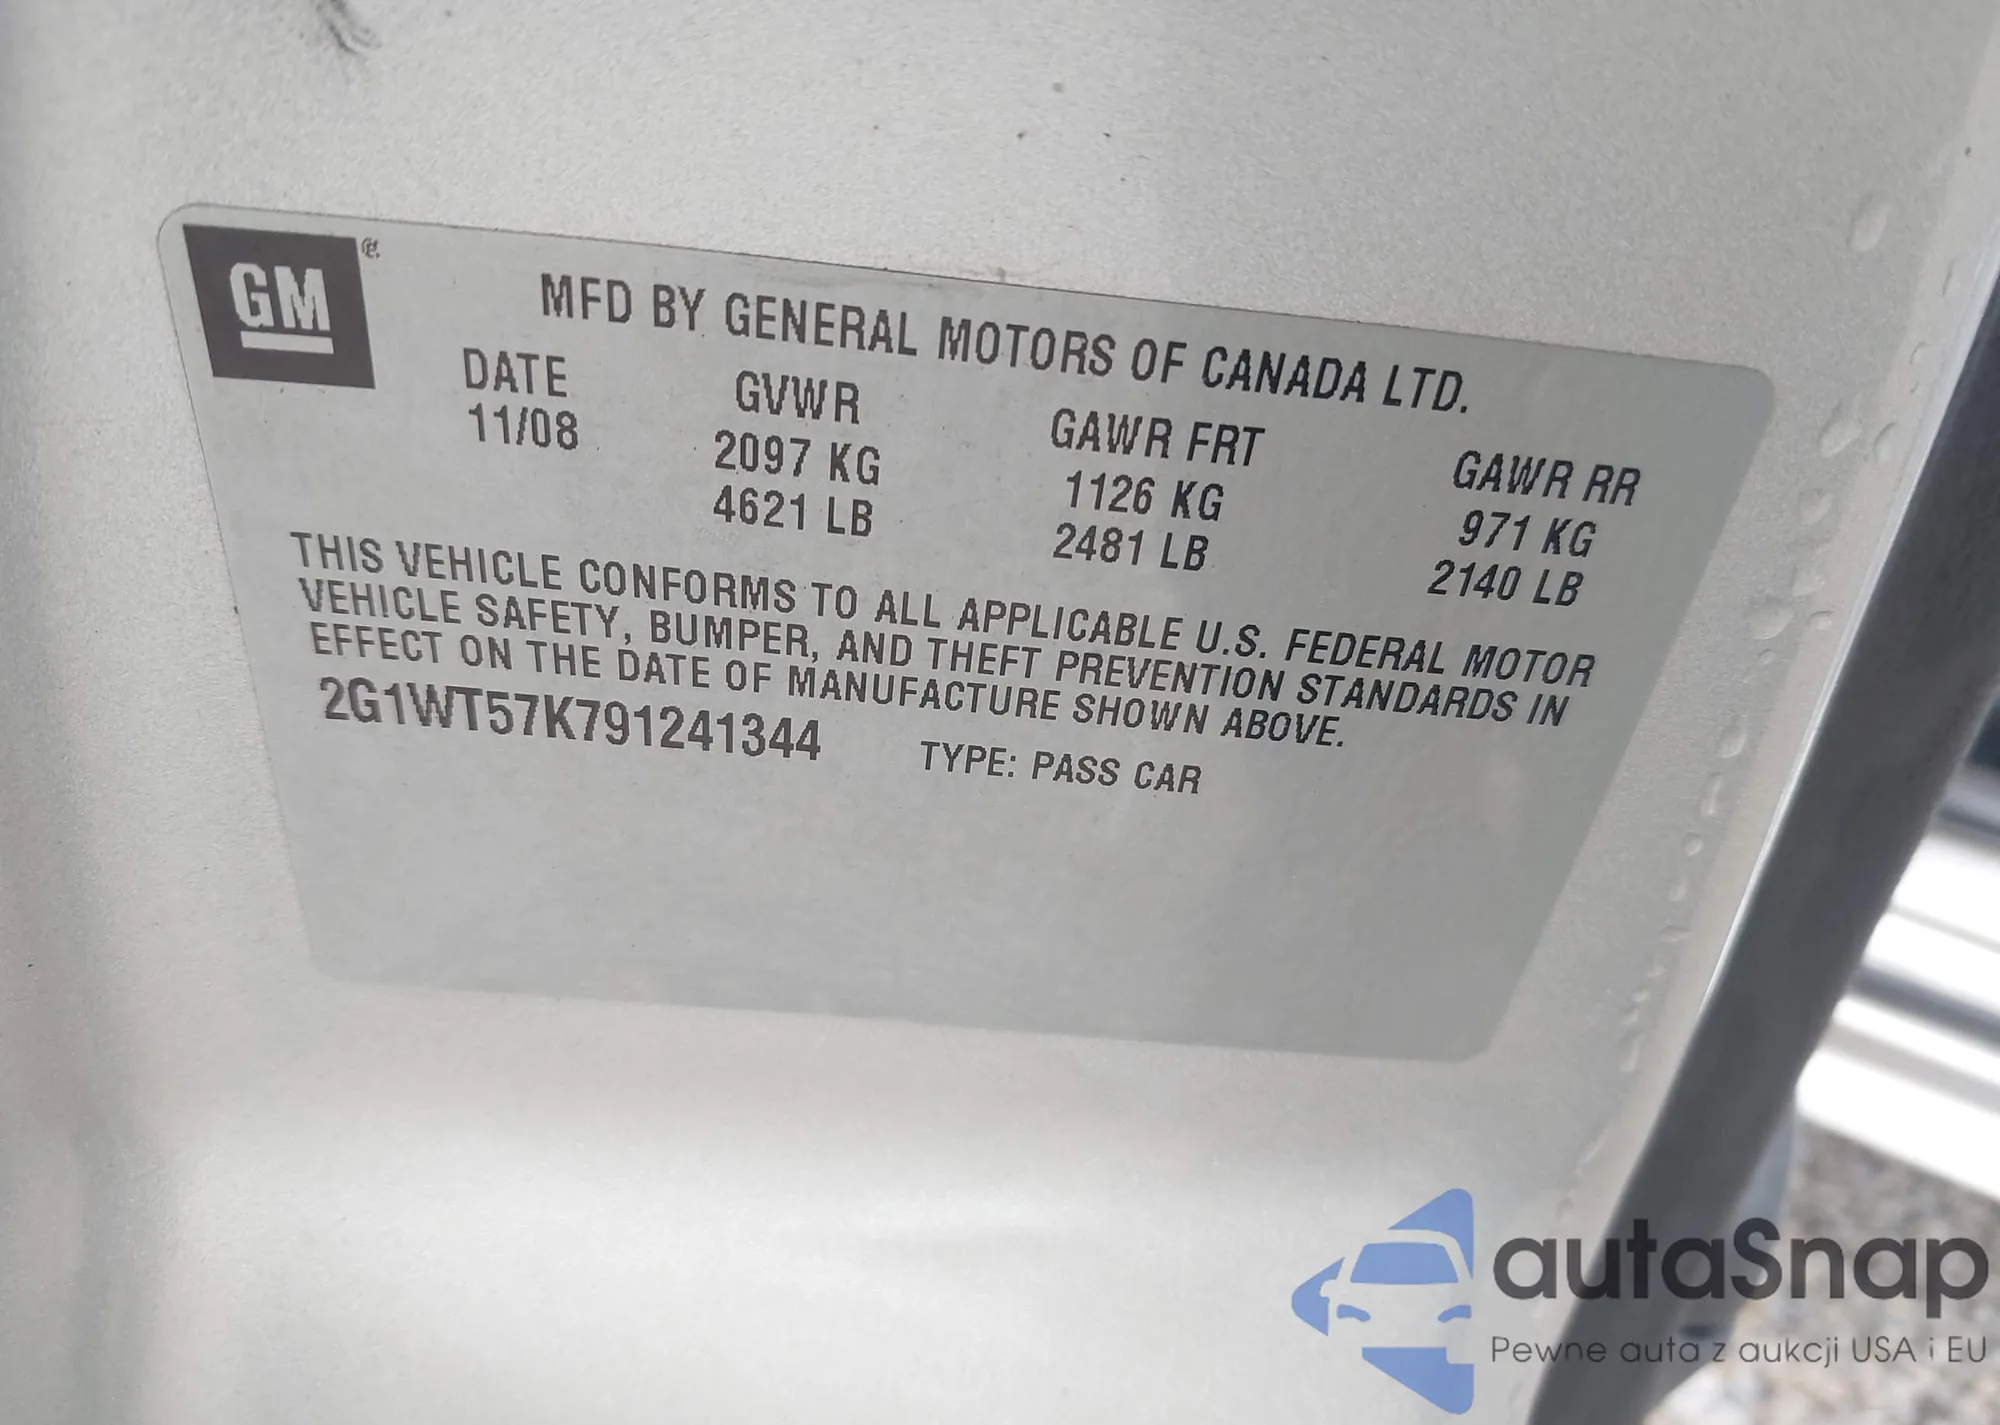 GM
MFD BY GENERAL MOTORS OF CANADA LTD.
DATE GVWR GAWR FRT GAWR RR
11/08 2097 KG 1126 KG 971 KG
4621 LB 2481 LB 2140 LB
THIS VEHICLE CONFORMS TO ALL APPLICABLE U.S. FEDERAL MOTOR
VEHICLE SAFETY, BUMPER, AND THEFT PREVENTION STANDARDS IN
EFFECT ON THE DATE OF MANUFACTURE SHOWN ABOVE.
2G1WT57K791241344 TYPE: PASS CAR
autaSnap
Pewne auta z aukcji USA i EU